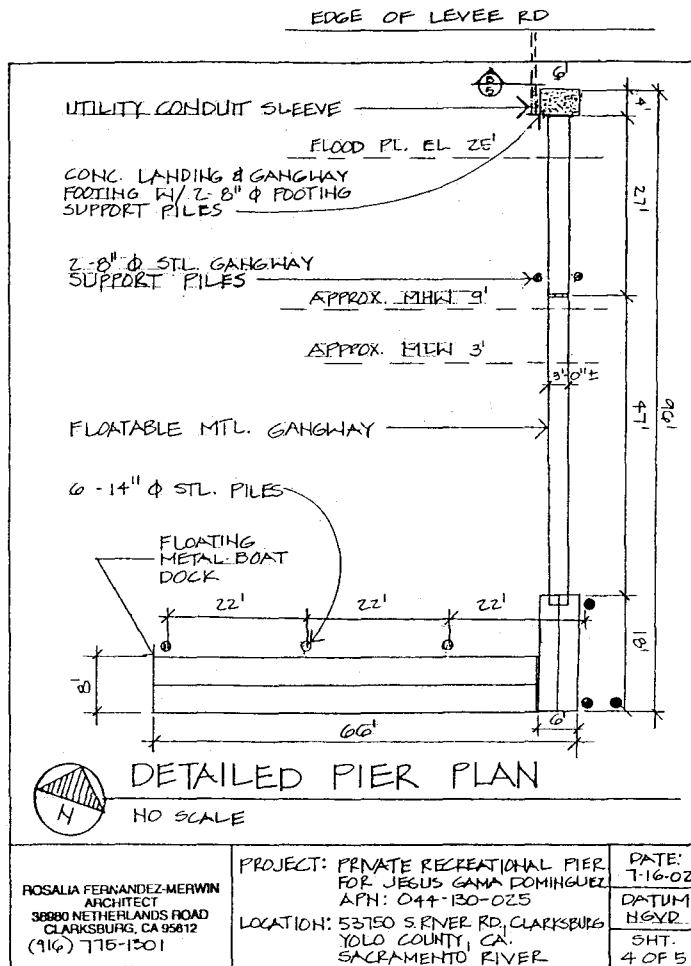 EDGE OF LEVEE RD
6'
B
5
4'
UTILITY CONDUIT SLEEVE
FLOOD PL. EL 25'
CONC. LANDING & GANGWAY
FOOTING W/ 2-8" φ FOOTING
SUPPORT PILES
27'
2-8" φ STL. GANGWAY
SUPPORT PILES
APPROX. MHW 9'
APPROX. MLW 3'
3'-0" ±
96'
47'
FLOATABLE MTL. GANGWAY
6 -14" φ STL. PILES
FLOATING
METAL BOAT
DOCK
22'
22'
22'
18'
8'
6'
66'
DETAILED PIER PLAN
N
NO SCALE
ROSALIA FERNANDEZ-MERWIN
ARCHITECT
38980 NETHERLANDS ROAD
CLARKSBURG, CA 95612
(916) 775-1301
PROJECT: PRIVATE RECREATIONAL PIER
FOR JESUS GAMA DOMINGUEZ
APN: 044-130-025
LOCATION: 53750 S. RIVER RD., CLARKSBURG
YOLO COUNTY, CA.
SACRAMENTO RIVER
DATE:
7-16-02
DATUM
NGVD
SHT.
4 OF 5